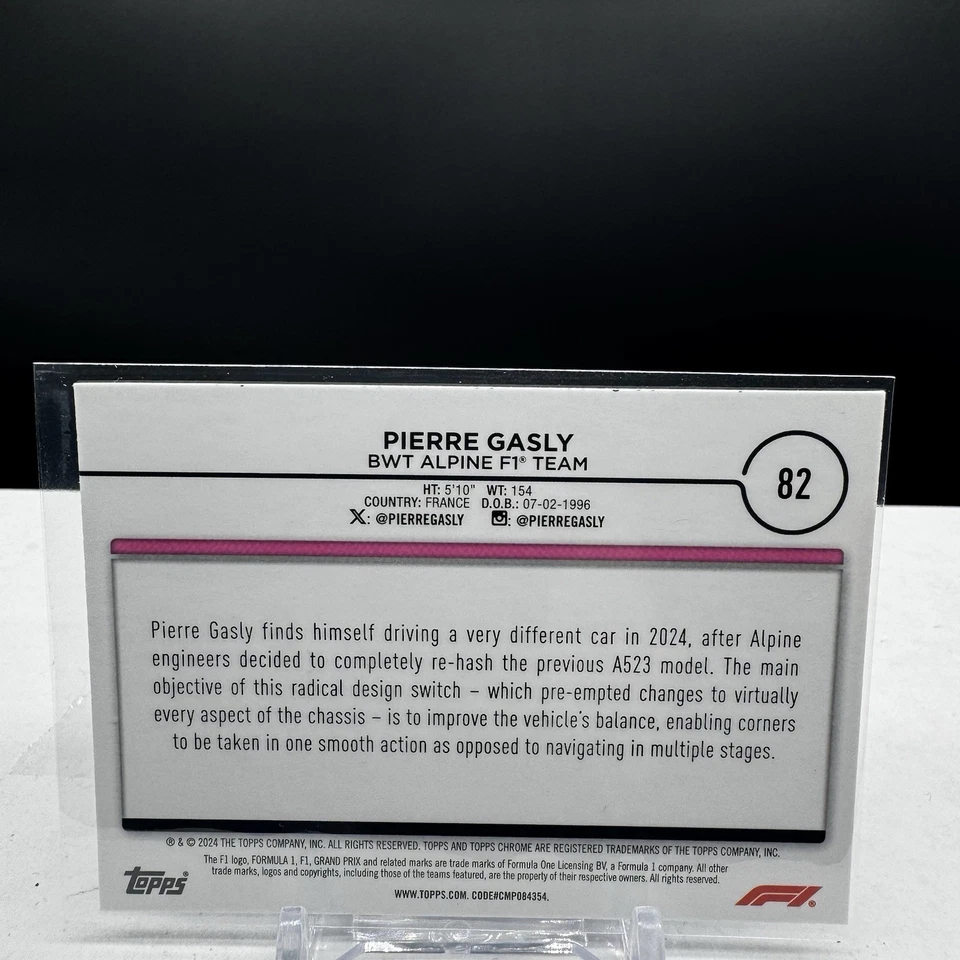 PIERRE GASLY
BWT ALPINE F1® TEAM
82
HT: 5'10" WT: 154
COUNTRY: FRANCE D.O.B.: 07-02-1996
X: @PIERREGASLY : @PIERREGASLY
Pierre Gasly finds himself driving a very different car in 2024, after Alpine
engineers decided to completely re-hash the previous A523 model. The main
objective of this radical design switch – which pre-empted changes to virtually
every aspect of the chassis – is to improve the vehicle's balance, enabling corners
to be taken in one smooth action as opposed to navigating in multiple stages.
® & © 2024 THE TOPPS COMPANY, INC. ALL RIGHTS RESERVED. TOPPS AND TOPPS CHROME ARE REGISTERED TRADEMARKS OF THE TOPPS COMPANY, INC.
The F1 logo, FORMULA 1, F1, GRAND PRIX and related marks are trade marks of Formula One Licensing BV, a Formula 1 company. All other
trade marks, logos and copyrights, including those of the teams featured, are the property of their respective owners. All rights reserved.
WWW.TOPPS.COM. CODE#CMP084354.
Topps®
F1®